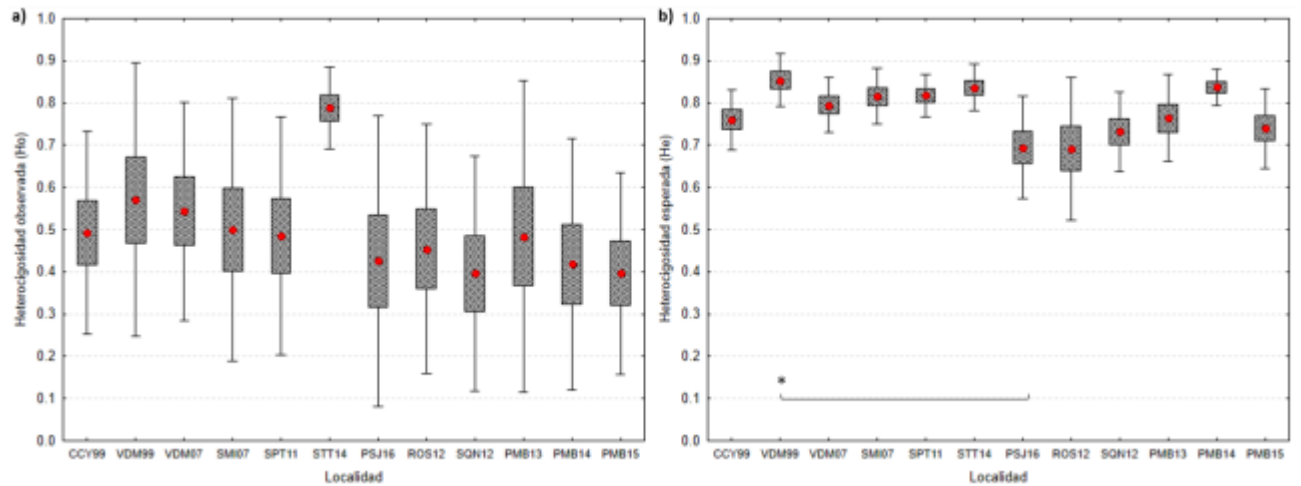 a)
Heterocigosidad observada (Ho)
1.0
0.9
0.8
0.7
0.6
0.5
0.4
0.3
0.2
0.1
0.0
CCY99 VDM99 VDM07 SMI07 SPT11 STT14 PSJ16 ROS12 SQN12 PMB13 PMB14 PMB15
Localidad
b)
Heterocigosidad esperada (He)
1.0
0.9
0.8
0.7
0.6
0.5
0.4
0.3
0.2
0.1
0.0
*
CCY99 VDM99 VDM07 SMI07 SPT11 STT14 PSJ16 ROS12 SQN12 PMB13 PMB14 PMB15
Localidad